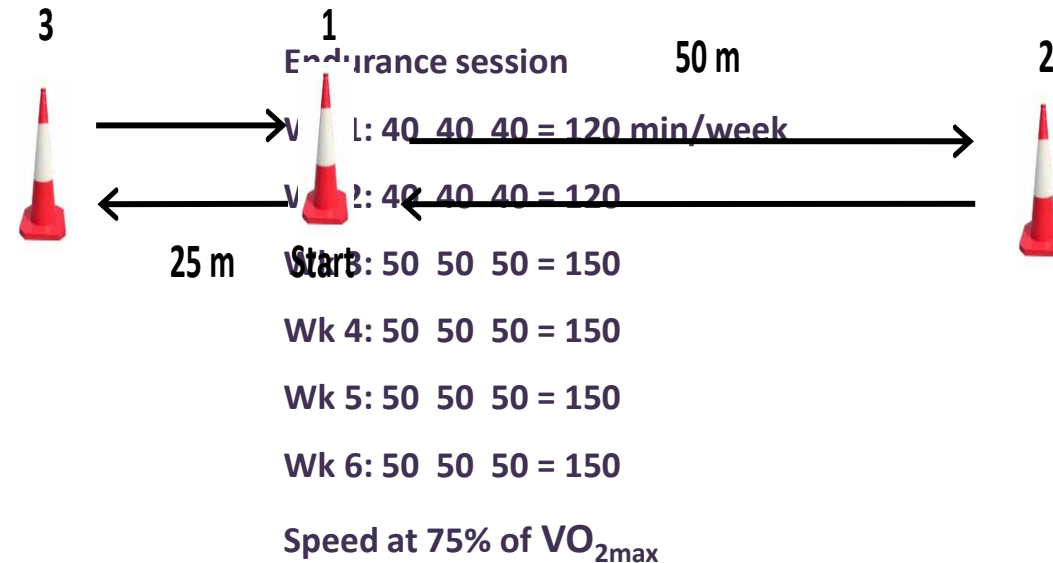 3
1
Endurance session
50 m
2
1: 40 40 40 = 120 min/week
2: 40 40 40 = 120
25 m
Start
Wk 3: 50 50 50 = 150
Wk 4: 50 50 50 = 150
Wk 5: 50 50 50 = 150
Wk 6: 50 50 50 = 150
Speed at 75% of VO2max